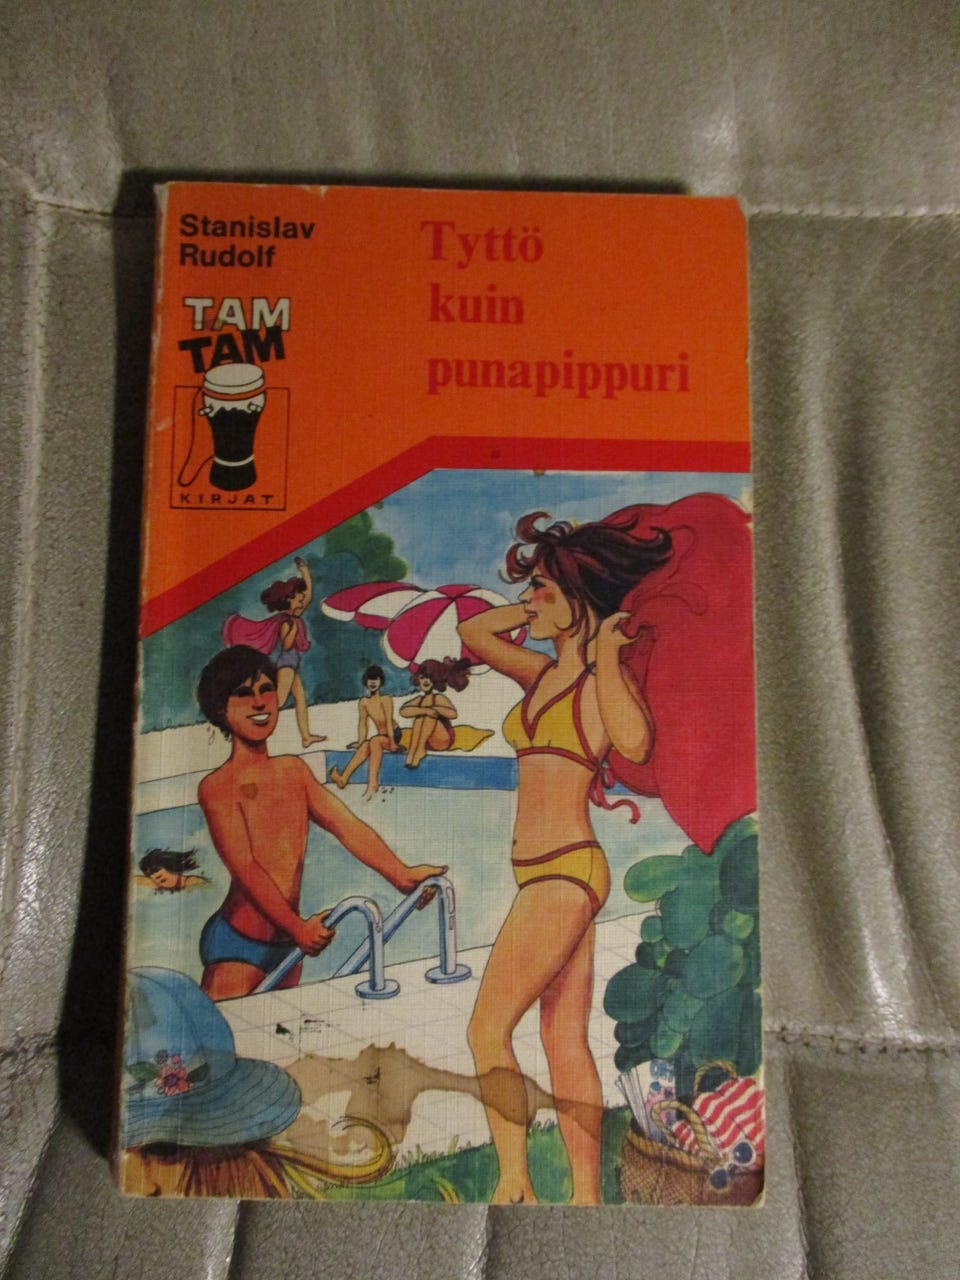 Stanislav
Rudolf
Tyttö
kuin
punapippuri
TAM
TAM
KIRJAT